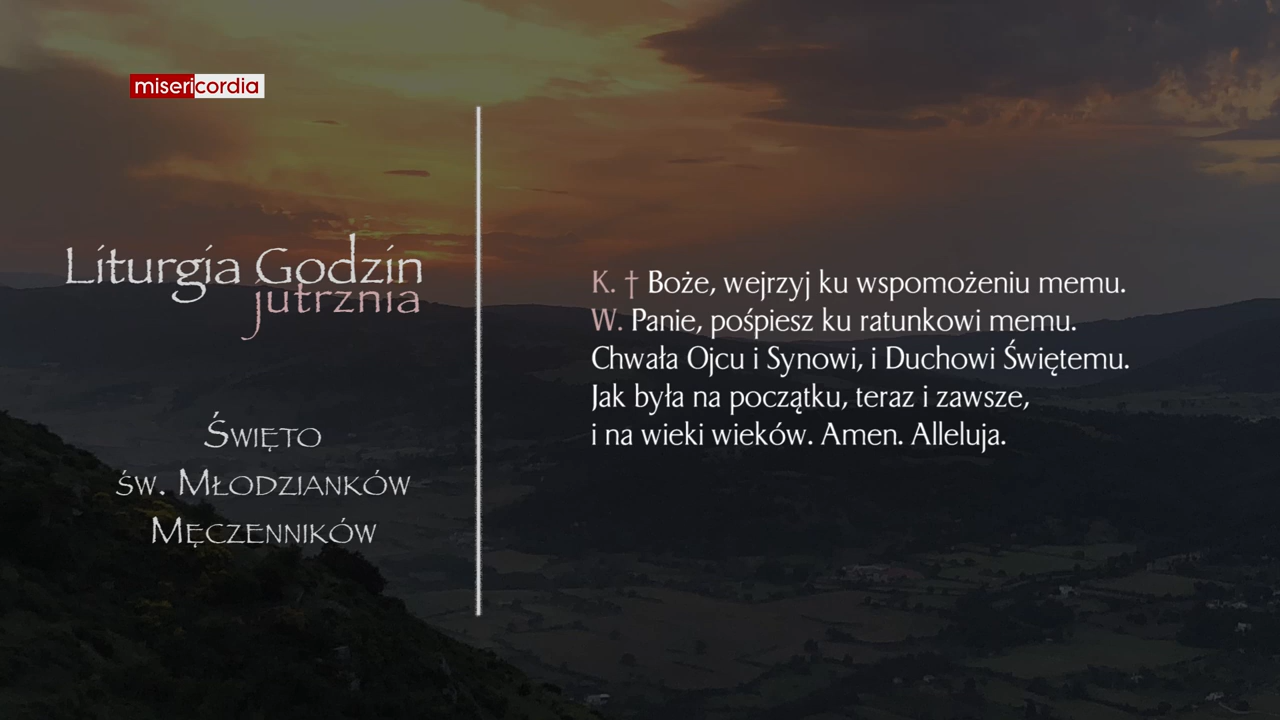 misericordia
Liturgia Godzin
jutrznia
Święto
św. Młodzianków
Męczenników
K. † Boże, wejrzyj ku wspomożeniu memu.
W. Panie, pośpiesz ku ratunkowi memu.
Chwała Ojcu i Synowi, i Duchowi Świętemu.
Jak była na początku, teraz i zawsze,
i na wieki wieków. Amen. Alleluja.